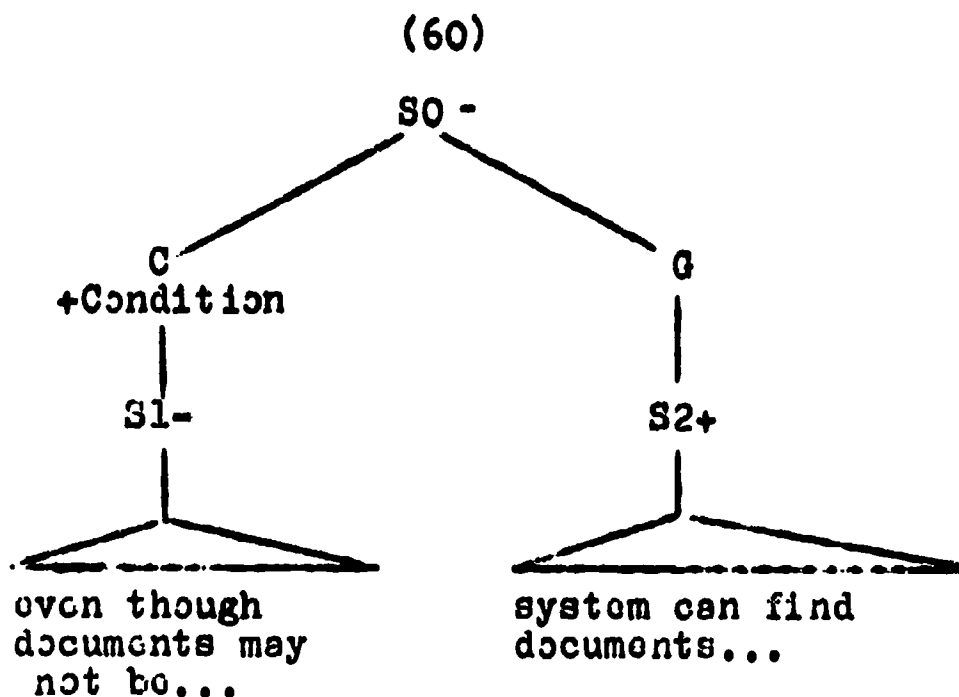 (60)
S0 -
C G
+Condition
S1- S2+
even though system can find
documents may documents...
not be...